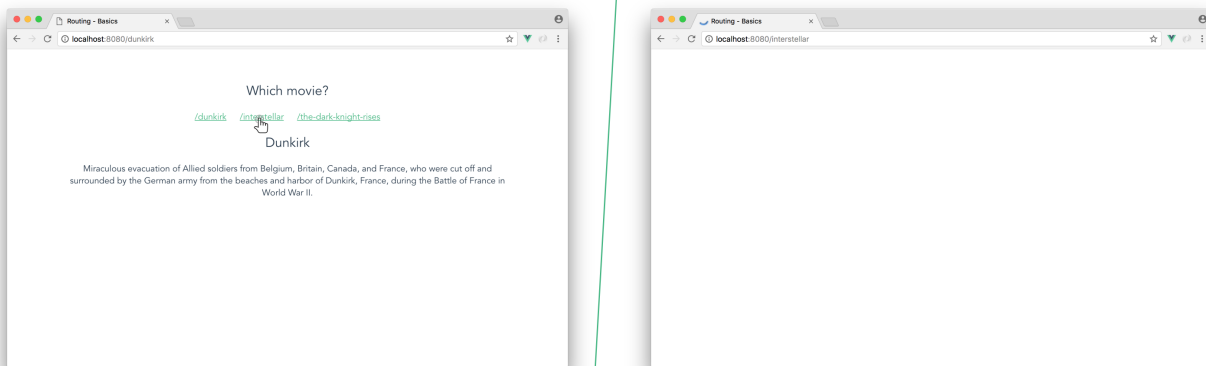 Routing - Basics
localhost:8080/dunkirk
Which movie?
/dunkirk /interstellar /the-dark-knight-rises
Dunkirk
Miraculous evacuation of Allied soldiers from Belgium, Britain, Canada, and France, who were cut off and
surrounded by the German army from the beaches and harbor of Dunkirk, France, during the Battle of France in
World War II.
Routing - Basics
localhost:8080/interstellar